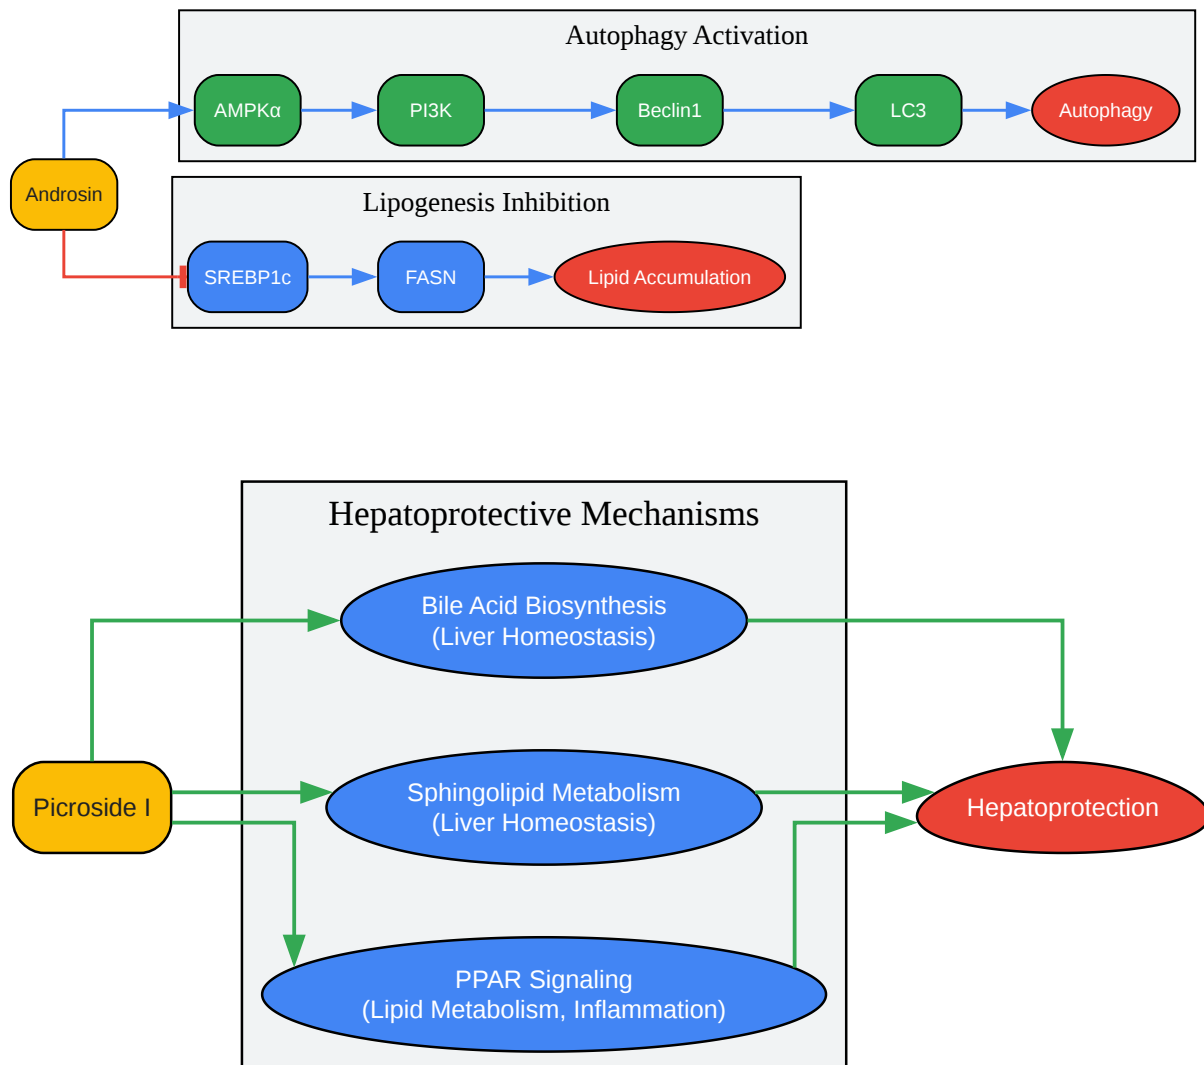 Autophagy Activation
AMPKα
PI3K
Beclin1
LC3
Autophagy
Androsin
Lipogenesis Inhibition
SREBP1c
FASN
Lipid Accumulation
Hepatoprotective Mechanisms
Bile Acid Biosynthesis
(Liver Homeostasis)
Picroside I
Sphingolipid Metabolism
(Liver Homeostasis)
Hepatoprotection
PPAR Signaling
(Lipid Metabolism, Inflammation)